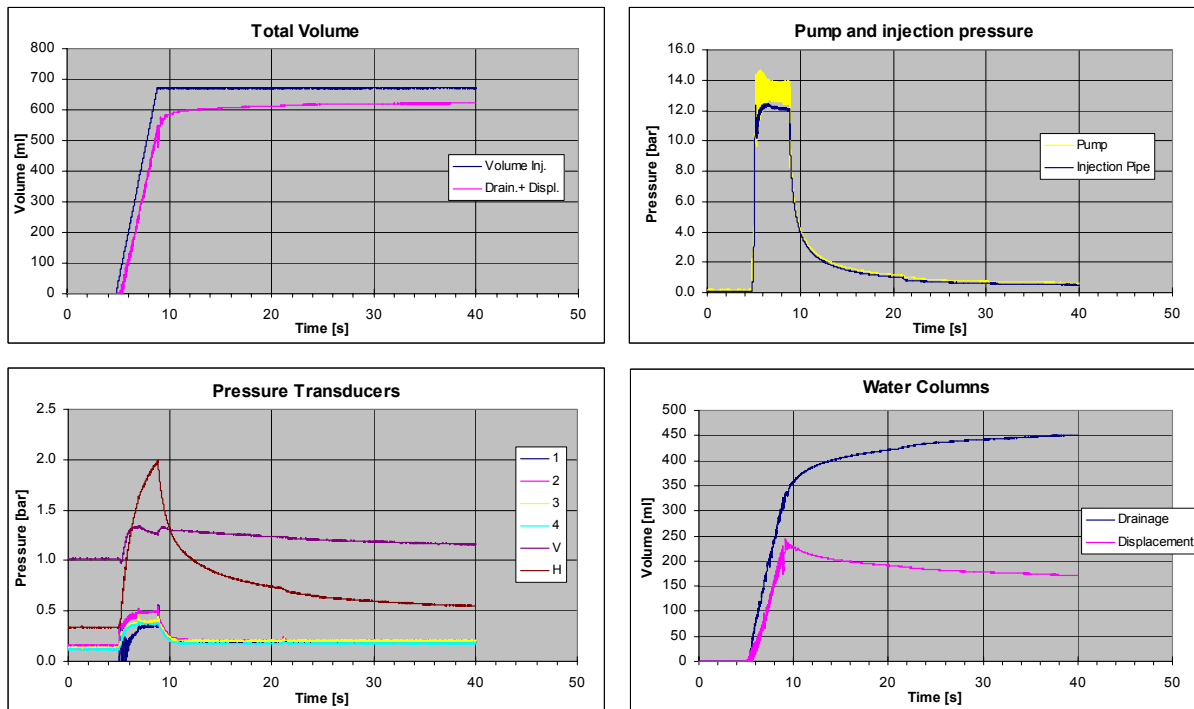 Total Volume
800
700
600
500
400
300
200
100
0
Volume [ml]
0 10 20 30 40 50
Time [s]
Volume Inj.
Drain.+ Displ.
Pump and injection pressure
16.0
14.0
12.0
10.0
8.0
6.0
4.0
2.0
0.0
Pressure [bar]
0 10 20 30 40 50
Time [s]
Pump
Injection Pipe
Pressure Transducers
2.5
2.0
1.5
1.0
0.5
0.0
Pressure [bar]
0 10 20 30 40 50
Time [s]
1
2
3
4
V
H
Water Columns
450
400
350
300
250
200
150
100
50
0
500
Volume [ml]
0 10 20 30 40 50
Time [s]
Drainage
Displacement